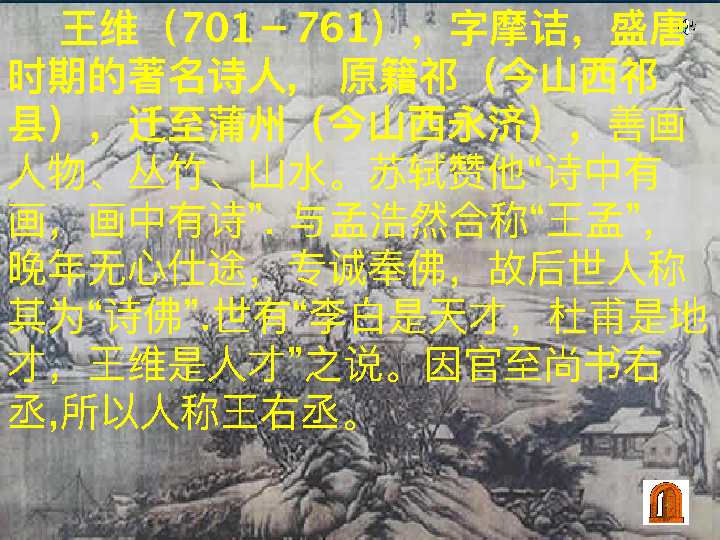 王维（701－761），字摩诘，盛唐
时期的著名诗人， 原籍祁（今山西祁
县），迁至蒲州（今山西永济），善画
人物、丛竹、山水。苏轼赞他“诗中有
画，画中有诗”. 与孟浩然合称“王孟”，
晚年无心仕途，专诚奉佛，故后世人称
其为“诗佛”.世有“李白是天才，杜甫是地
才，王维是人才”之说。因官至尚书右
丞,所以人称王右丞。